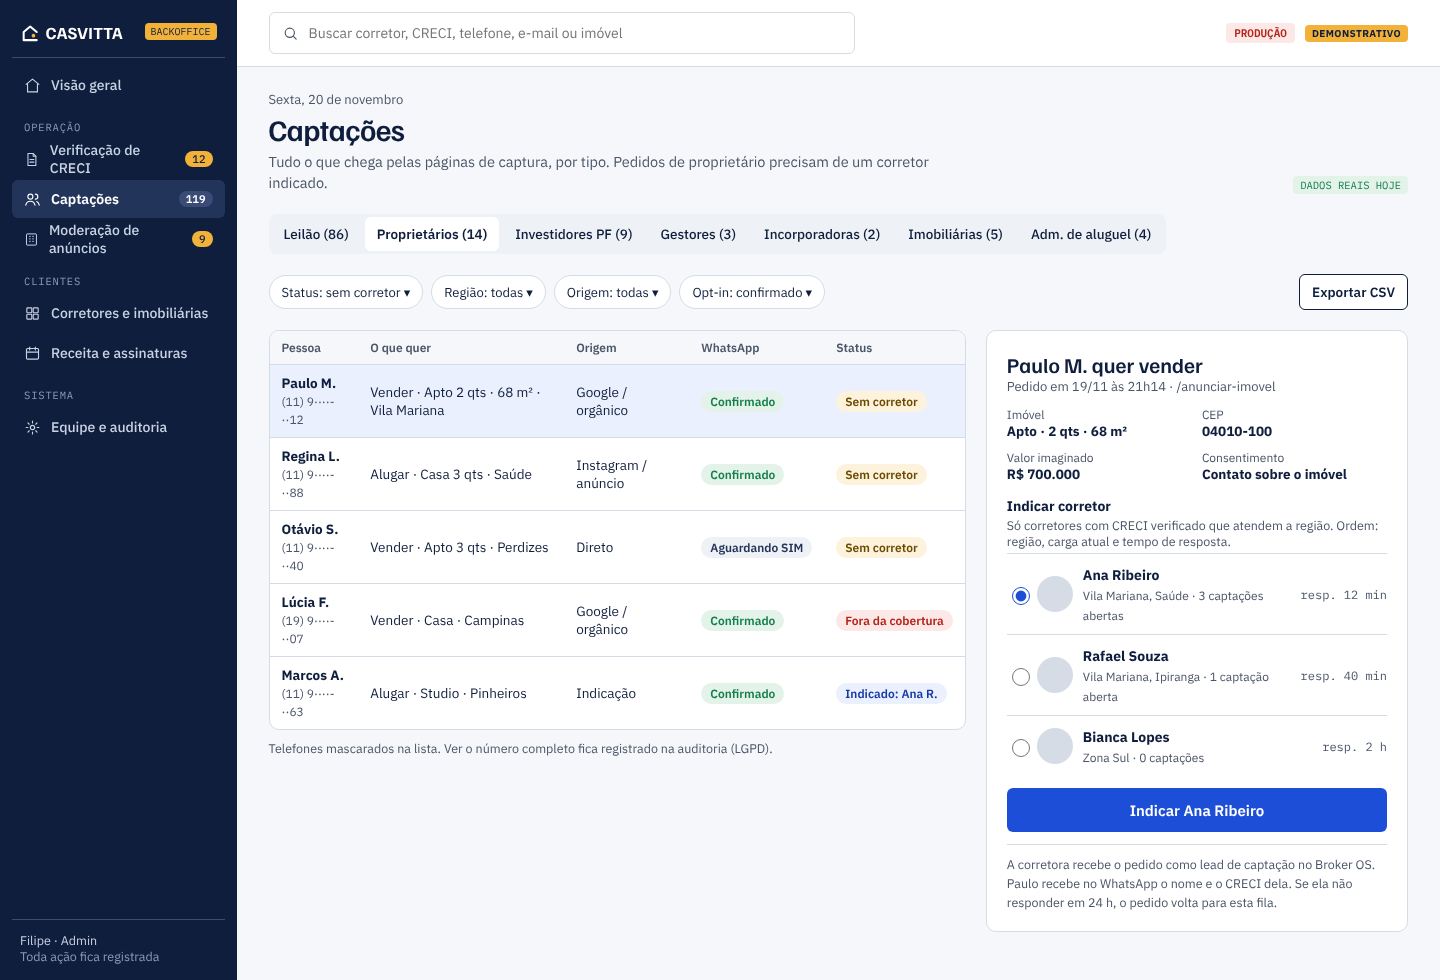 CASVITTA
BACKOFFICE
Visão geral
OPERAÇÃO
Verificação de
CRECI
12
Captações
119
Moderação de
anúncios
9
CLIENTES
Corretores e imobiliárias
Receita e assinaturas
SISTEMA
Equipe e auditoria
Filipe · Admin
Toda ação fica registrada
Buscar corretor, CRECI, telefone, e-mail ou imóvel
PRODUÇÃO
DEMONSTRATIVO
Sexta, 20 de novembro
Captações
Tudo o que chega pelas páginas de captura, por tipo. Pedidos de proprietário precisam de um corretor
indicado.
DADOS REAIS HOJE
Leilão (86)
Proprietários (14)
Investidores PF (9)
Gestores (3)
Incorporadoras (2)
Imobiliárias (5)
Adm. de aluguel (4)
Status: sem corretor ▾
Região: todas ▾
Origem: todas ▾
Opt-in: confirmado ▾
Exportar CSV
Pessoa O que quer Origem WhatsApp Status
Paulo M.
(11) 9····-
··12
Vender · Apto 2 qts · 68 m² ·
Vila Mariana
Google /
orgânico
Confirmado
Sem corretor
Regina L.
(11) 9····-
··88
Alugar · Casa 3 qts · Saúde
Instagram /
anúncio
Confirmado
Sem corretor
Otávio S.
(11) 9····-
··40
Vender · Apto 3 qts · Perdizes
Direto
Aguardando SIM
Sem corretor
Lúcia F.
(19) 9····-
··07
Vender · Casa · Campinas
Google /
orgânico
Confirmado
Fora da cobertura
Marcos A.
(11) 9····-
··63
Alugar · Studio · Pinheiros
Indicação
Confirmado
Indicado: Ana R.
Telefones mascarados na lista. Ver o número completo fica registrado na auditoria (LGPD).
Paulo M. quer vender
Pedido em 19/11 às 21h14 · /anunciar-imovel
Imóvel
Apto · 2 qts · 68 m²
CEP
04010-100
Valor imaginado
R$ 700.000
Consentimento
Contato sobre o imóvel
Indicar corretor
Só corretores com CRECI verificado que atendem a região. Ordem:
região, carga atual e tempo de resposta.
Ana Ribeiro
Vila Mariana, Saúde · 3 captações
abertas
resp. 12 min
Rafael Souza
Vila Mariana, Ipiranga · 1 captação
aberta
resp. 40 min
Bianca Lopes
Zona Sul · 0 captações
resp. 2 h
Indicar Ana Ribeiro
A corretora recebe o pedido como lead de captação no Broker OS.
Paulo recebe no WhatsApp o nome e o CRECI dela. Se ela não
responder em 24 h, o pedido volta para esta fila.